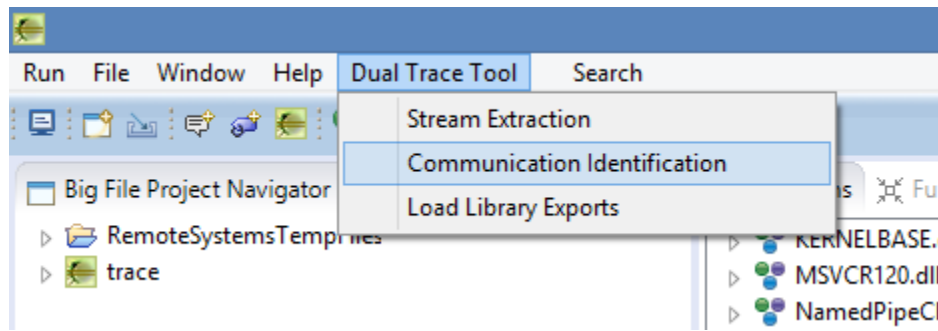 Run File Window Help Dual Trace Tool Search
Stream Extraction
Communication Identification
Big File Project Navigator
Load Library Exports
RemoteSystemsTempFiles
KERNELBASE.
trace
MSVCR120.dll